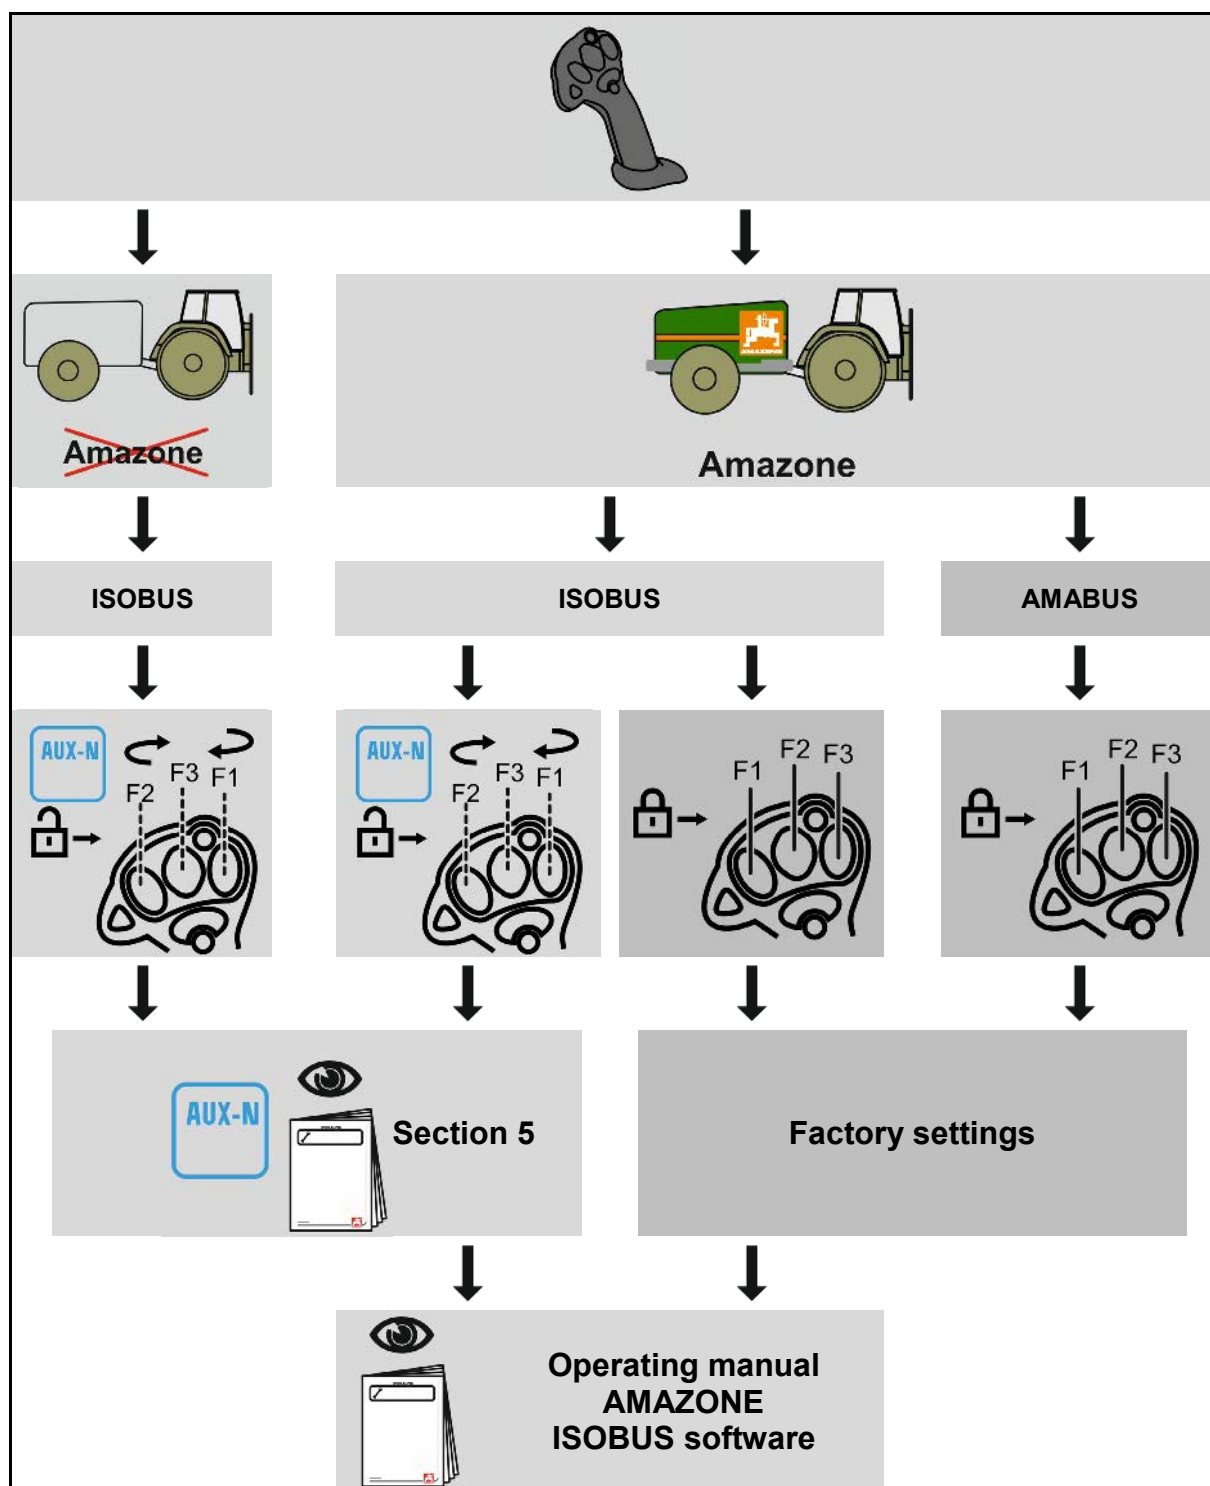 Amazone
Amazone
ISOBUS
ISOBUS
AMABUS
AUX-N
F2
F3
F1
AUX-N
F2
F3
F1
F1
F2
F3
F1
F2
F3
AUX-N
Section 5
Factory settings
Operating manual
AMAZONE
ISOBUS software